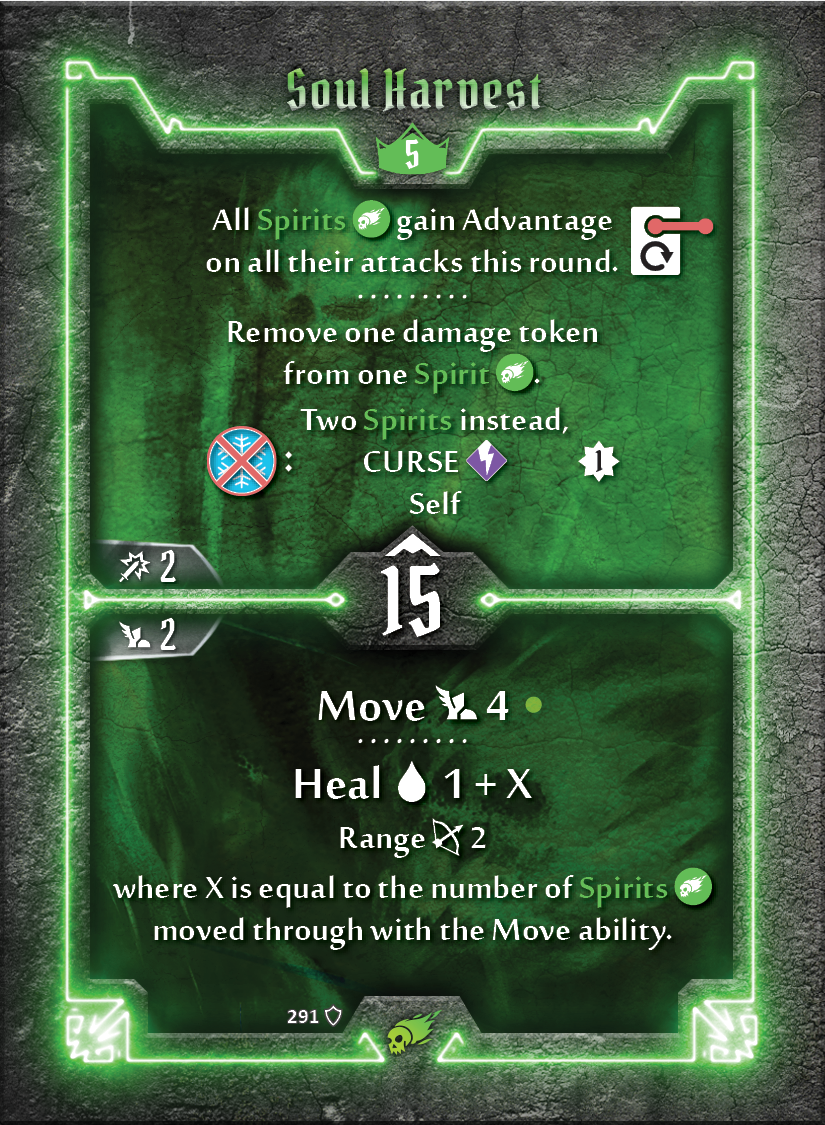 Soul Harvest
5
All Spirits gain Advantage
on all their attacks this round.
Remove one damage token
from one Spirit.
Two Spirits instead,
: CURSE 1
Self
2
15
2
Move 4
Heal 1 + X
Range 2
where X is equal to the number of Spirits
moved through with the Move ability.
291